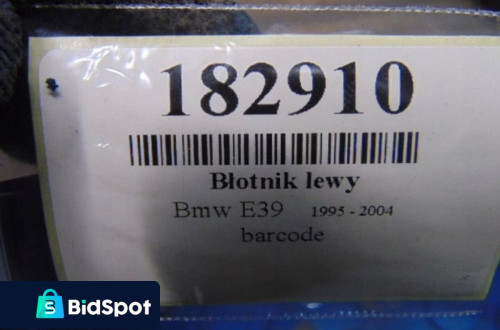 182910
Błotnik lewy
Bmw E39 1995 - 2004
barcode
BidSpot